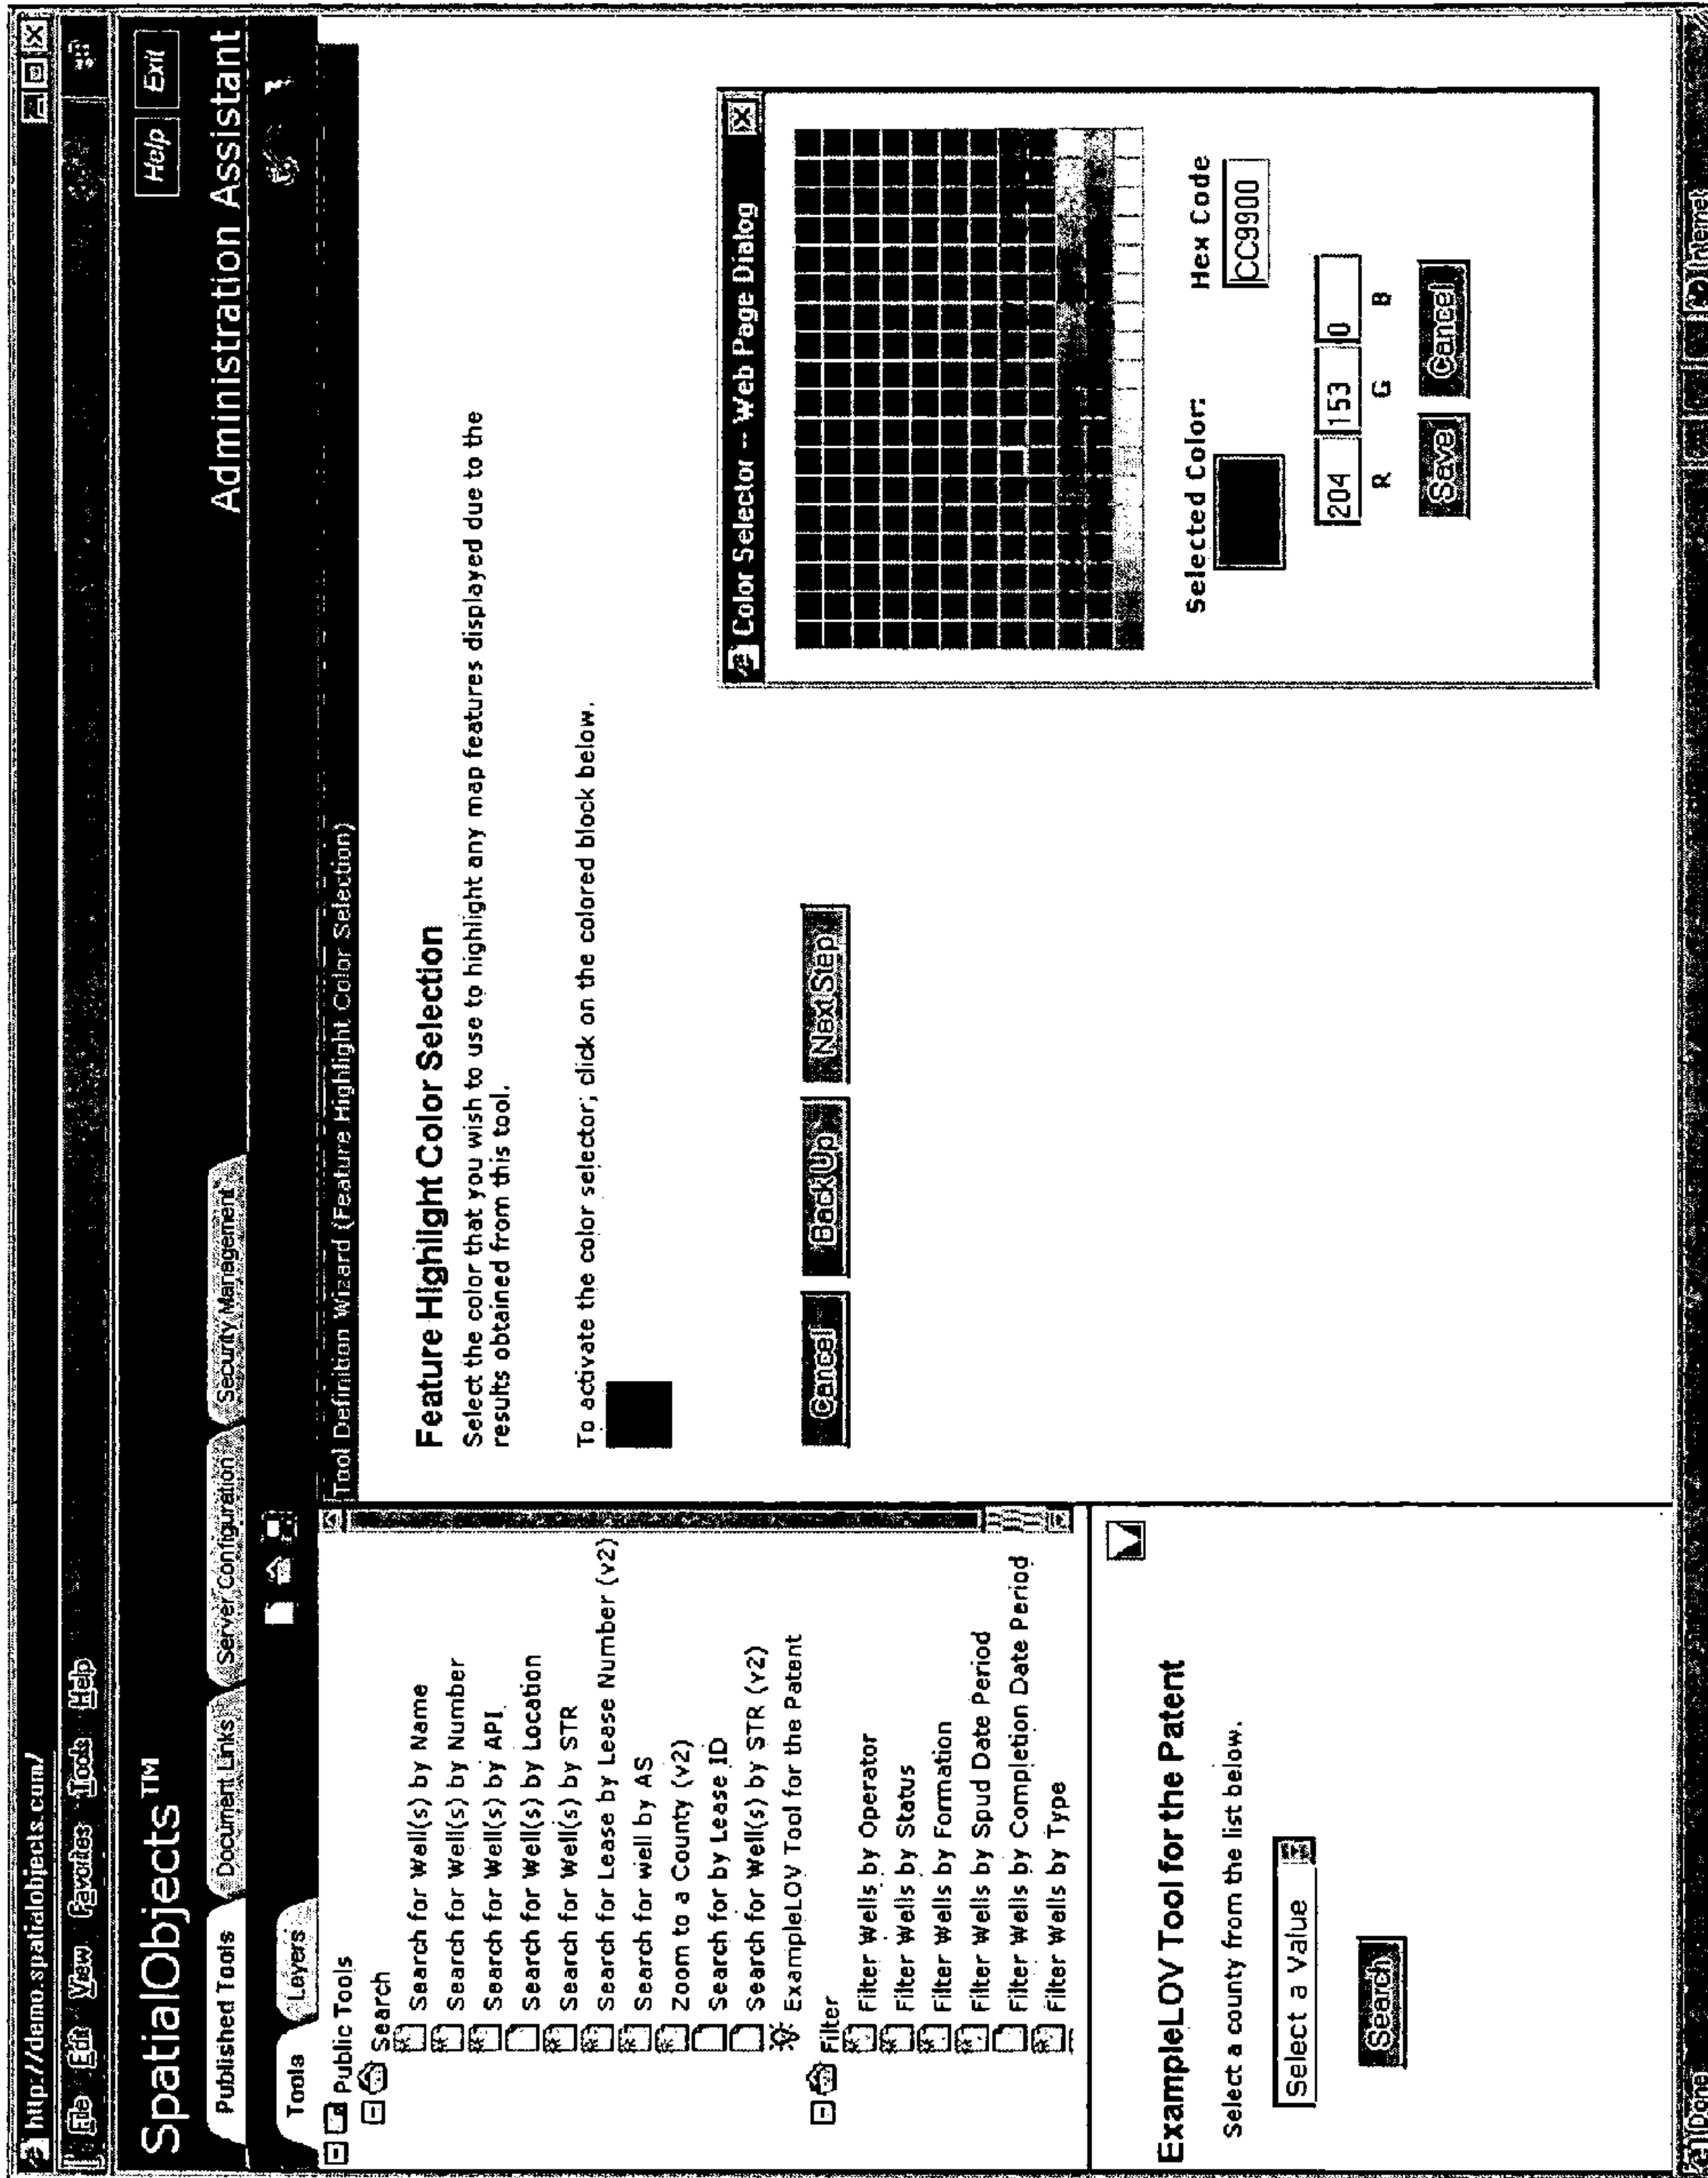 http://demo.spatialobjects.com/
File Edit View Favorites Tools Help
SpatialObjects™
Help Exit
Published Tools Document Links Server Configuration Security Management
Administration Assistant
Tools Layers
Public Tools
Search
Search for Well(s) by Name
Search for Well(s) by Number
Search for Well(s) by API
Search for Well(s) by Location
Search for Well(s) by STR
Search for Lease by Lease Number (v2)
Search for well by AS
Zoom to a County (v2)
Search for by Lease ID
Search for Well(s) by STR (v2)
ExampleLOV Tool for the Patent
Filter
Filter Wells by Operator
Filter Wells by Status
Filter Wells by Formation
Filter Wells by Spud Date Period
Filter Wells by Completion Date Period
Filter Wells by Type
ExampleLOV Tool for the Patent
Select a county from the list below.
Select a Value
Search
Tool Definition Wizard (Feature Highlight Color Selection)
Feature Highlight Color Selection
Select the color that you wish to use to highlight any map features displayed due to the
results obtained from this tool.
To activate the color selector, click on the colored block below.
Cancel Back Up Next Step
Color Selector -- Web Page Dialog
Selected Color: Hex Code
CC9900
204 153 0
R G B
Save Cancel
Done Internet